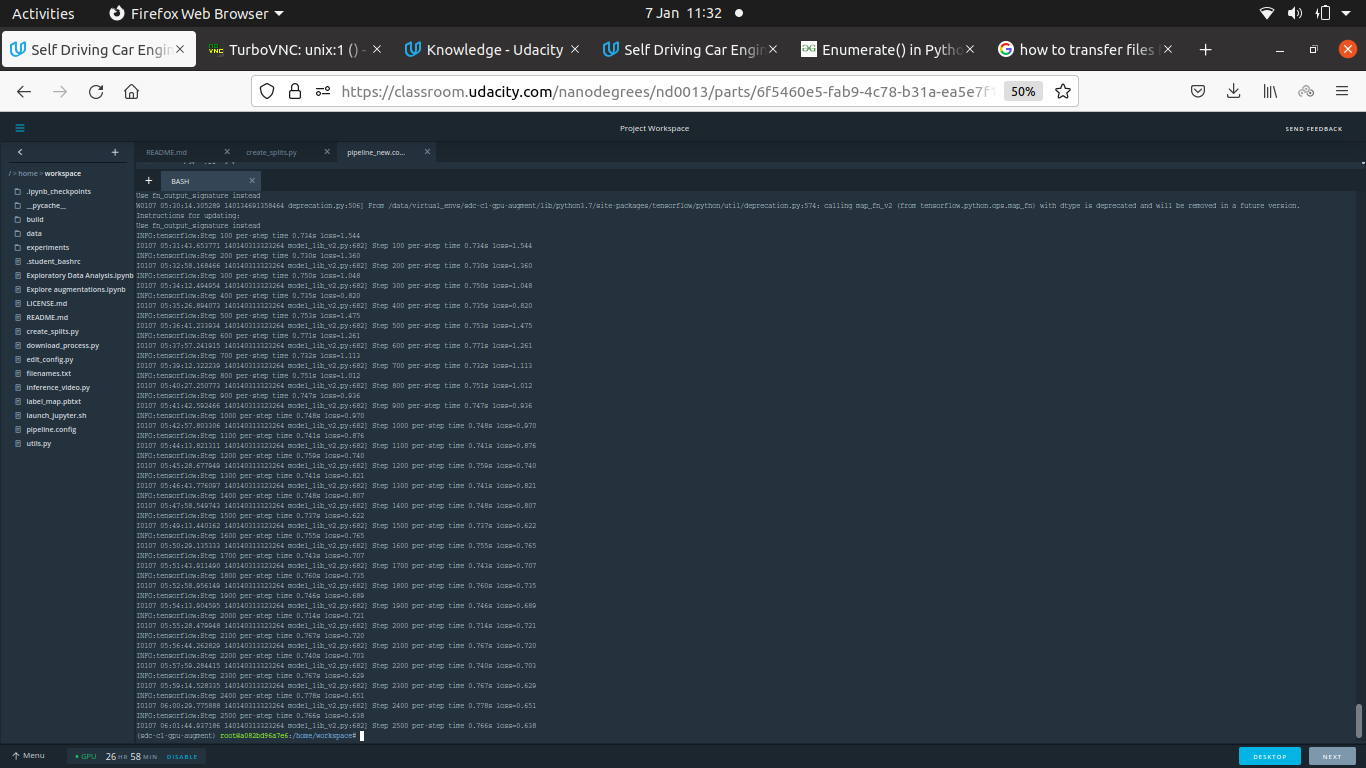 Activities
Firefox Web Browser
7 Jan 11:32
Self Driving Car Engin
TurboVNC: unix:1 () -
Knowledge - Udacity
Self Driving Car Engin
Enumerate() in Pytho
how to transfer files f
https://classroom.udacity.com/nanodegrees/nd0013/parts/6f5460e5-fab9-4c78-b31a-ea5e7f1
50%
Project Workspace
SEND FEEDBACK
README.md
create_splits.py
pipeline_new.co...
/ > home > workspace
BASH
.ipynb_checkpoints
__pycache__
build
data
experiments
.student_bashrc
Exploratory Data Analysis.ipynb
Explore augmentations.ipynb
LICENSE.md
README.md
create_splits.py
download_process.py
edit_config.py
filenames.txt
inference_video.py
label_map.pbtxt
launch_jupyter.sh
pipeline.config
utils.py
Use fn_output_signature instead
W0107 05:30:14.305289 140134691358464 deprecation.py:506] From /data/virtual_envs/sdc-c1-gpu-augment/lib/python3.7/site-packages/tensorflow/python/util/deprecation.py:574: calling map_fn_v2 (from tensorflow.python.ops.map_fn) with dtype is deprecated and will be removed in a future version.
Instructions for updating:
Use fn_output_signature instead
INFO:tensorflow:Step 100 per-step time 0.734s loss=1.544
I0107 05:31:43.653771 140140313323264 model_lib_v2.py:682] Step 100 per-step time 0.734s loss=1.544
INFO:tensorflow:Step 200 per-step time 0.730s loss=1.360
I0107 05:32:58.168466 140140313323264 model_lib_v2.py:682] Step 200 per-step time 0.730s loss=1.360
INFO:tensorflow:Step 300 per-step time 0.750s loss=1.048
I0107 05:34:12.494954 140140313323264 model_lib_v2.py:682] Step 300 per-step time 0.750s loss=1.048
INFO:tensorflow:Step 400 per-step time 0.735s loss=0.820
I0107 05:35:26.894073 140140313323264 model_lib_v2.py:682] Step 400 per-step time 0.735s loss=0.820
INFO:tensorflow:Step 500 per-step time 0.753s loss=1.475
I0107 05:36:41.233934 140140313323264 model_lib_v2.py:682] Step 500 per-step time 0.753s loss=1.475
INFO:tensorflow:Step 600 per-step time 0.771s loss=1.261
I0107 05:37:57.241915 140140313323264 model_lib_v2.py:682] Step 600 per-step time 0.771s loss=1.261
INFO:tensorflow:Step 700 per-step time 0.732s loss=1.113
I0107 05:39:12.322239 140140313323264 model_lib_v2.py:682] Step 700 per-step time 0.732s loss=1.113
INFO:tensorflow:Step 800 per-step time 0.751s loss=1.012
I0107 05:40:27.250773 140140313323264 model_lib_v2.py:682] Step 800 per-step time 0.751s loss=1.012
INFO:tensorflow:Step 900 per-step time 0.747s loss=0.936
I0107 05:41:42.592466 140140313323264 model_lib_v2.py:682] Step 900 per-step time 0.747s loss=0.936
INFO:tensorflow:Step 1000 per-step time 0.748s loss=0.970
I0107 05:42:57.803306 140140313323264 model_lib_v2.py:682] Step 1000 per-step time 0.748s loss=0.970
INFO:tensorflow:Step 1100 per-step time 0.741s loss=0.876
I0107 05:44:13.821311 140140313323264 model_lib_v2.py:682] Step 1100 per-step time 0.741s loss=0.876
INFO:tensorflow:Step 1200 per-step time 0.759s loss=0.740
I0107 05:45:28.677949 140140313323264 model_lib_v2.py:682] Step 1200 per-step time 0.759s loss=0.740
INFO:tensorflow:Step 1300 per-step time 0.741s loss=0.821
I0107 05:46:43.776097 140140313323264 model_lib_v2.py:682] Step 1300 per-step time 0.741s loss=0.821
INFO:tensorflow:Step 1400 per-step time 0.748s loss=0.807
I0107 05:47:58.549743 140140313323264 model_lib_v2.py:682] Step 1400 per-step time 0.748s loss=0.807
INFO:tensorflow:Step 1500 per-step time 0.737s loss=0.622
I0107 05:49:13.440162 140140313323264 model_lib_v2.py:682] Step 1500 per-step time 0.737s loss=0.622
INFO:tensorflow:Step 1600 per-step time 0.755s loss=0.765
I0107 05:50:29.135333 140140313323264 model_lib_v2.py:682] Step 1600 per-step time 0.755s loss=0.765
INFO:tensorflow:Step 1700 per-step time 0.743s loss=0.707
I0107 05:51:43.911490 140140313323264 model_lib_v2.py:682] Step 1700 per-step time 0.743s loss=0.707
INFO:tensorflow:Step 1800 per-step time 0.760s loss=0.735
I0107 05:52:58.956149 140140313323264 model_lib_v2.py:682] Step 1800 per-step time 0.760s loss=0.735
INFO:tensorflow:Step 1900 per-step time 0.746s loss=0.689
I0107 05:54:13.904595 140140313323264 model_lib_v2.py:682] Step 1900 per-step time 0.746s loss=0.689
INFO:tensorflow:Step 2000 per-step time 0.714s loss=0.721
I0107 05:55:28.479948 140140313323264 model_lib_v2.py:682] Step 2000 per-step time 0.714s loss=0.721
INFO:tensorflow:Step 2100 per-step time 0.767s loss=0.720
I0107 05:56:44.262829 140140313323264 model_lib_v2.py:682] Step 2100 per-step time 0.767s loss=0.720
INFO:tensorflow:Step 2200 per-step time 0.740s loss=0.703
I0107 05:57:59.284415 140140313323264 model_lib_v2.py:682] Step 2200 per-step time 0.740s loss=0.703
INFO:tensorflow:Step 2300 per-step time 0.767s loss=0.629
I0107 05:59:14.528335 140140313323264 model_lib_v2.py:682] Step 2300 per-step time 0.767s loss=0.629
INFO:tensorflow:Step 2400 per-step time 0.778s loss=0.651
I0107 06:00:29.775888 140140313323264 model_lib_v2.py:682] Step 2400 per-step time 0.778s loss=0.651
INFO:tensorflow:Step 2500 per-step time 0.766s loss=0.638
I0107 06:01:44.937186 140140313323264 model_lib_v2.py:682] Step 2500 per-step time 0.766s loss=0.638
(sdc-c1-gpu-augment) root@a082bd96a7e6:/home/workspace#
Menu
GPU 26 HR 58 MIN DISABLE
DESKTOP
NEXT